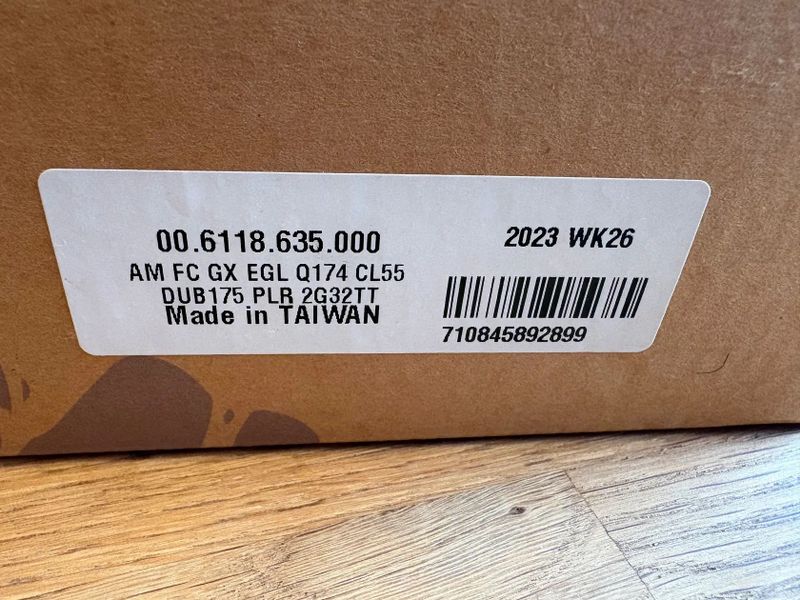 00.6118.635.000
AM FC GX EGL Q174 CL55
DUB175 PLR 2G32TT
Made in TAIWAN
2023 WK26
710845892899